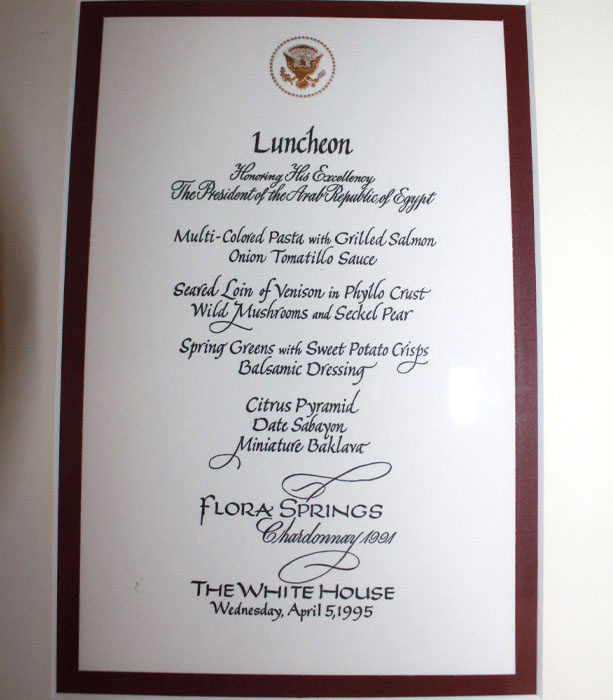 Luncheon
Honoring His Excellency
The President of the Arab Republic of Egypt
Multi-Colored Pasta with Grilled Salmon
Onion Tomatillo Sauce
Seared Loin of Venison in Phyllo Crust
Wild Mushrooms and Seckel Pear
Spring Greens with Sweet Potato Crisps
Balsamic Dressing
Citrus Pyramid
Date Sabayon
Miniature Baklava
Flora Springs
Chardonnay 1991
The White House
Wednesday, April 5, 1995